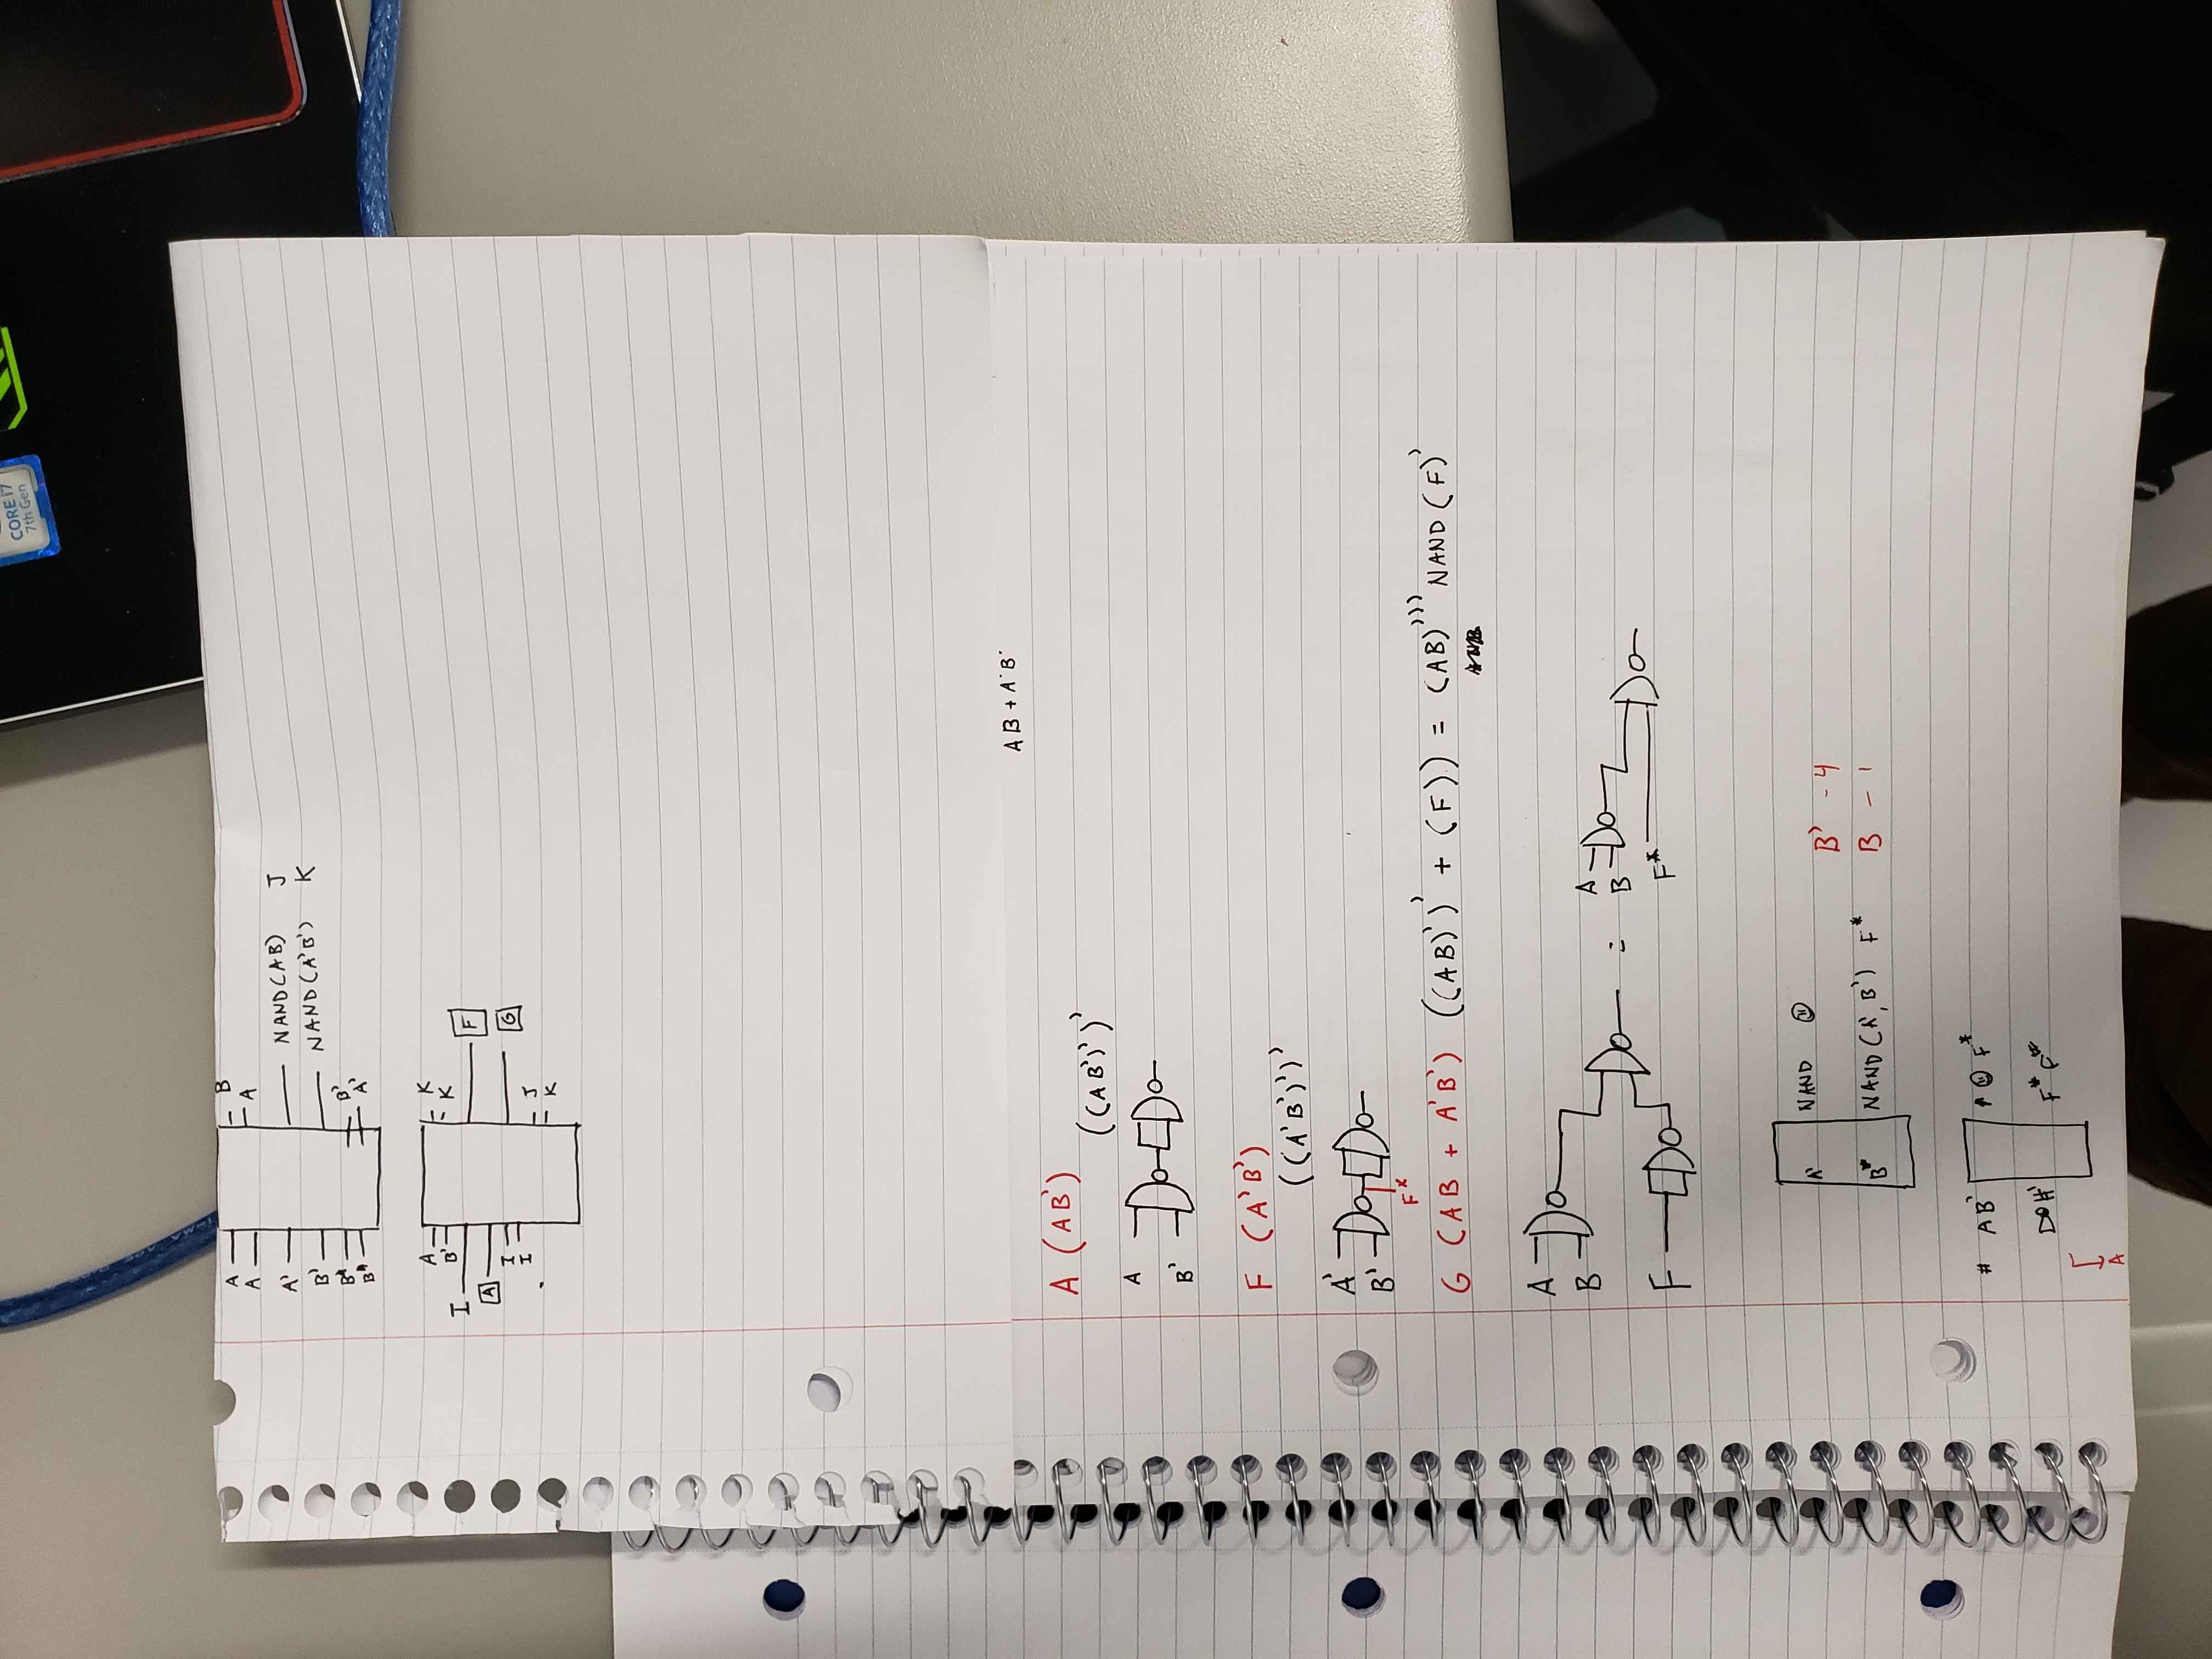 CORE i7
7th Gen
A B
A A
A' NAND(AB) J
B' NAND(A'B') K
B'
A'
A K
B' K
I F
A
I G
I J
K
AB + A'B'
A (AB')
((AB')')'
A
B'
F (A'B')
((A'B')')'
A'
B'
F*
G (AB + A'B') ((AB)')' + (F)) = (AB)''' NAND (F)'
A
B
F
=
A
B
F*
A' NAND
B' - 4
B* NAND(A', B') F*
B - 1
# AB' F*
F* F*
A